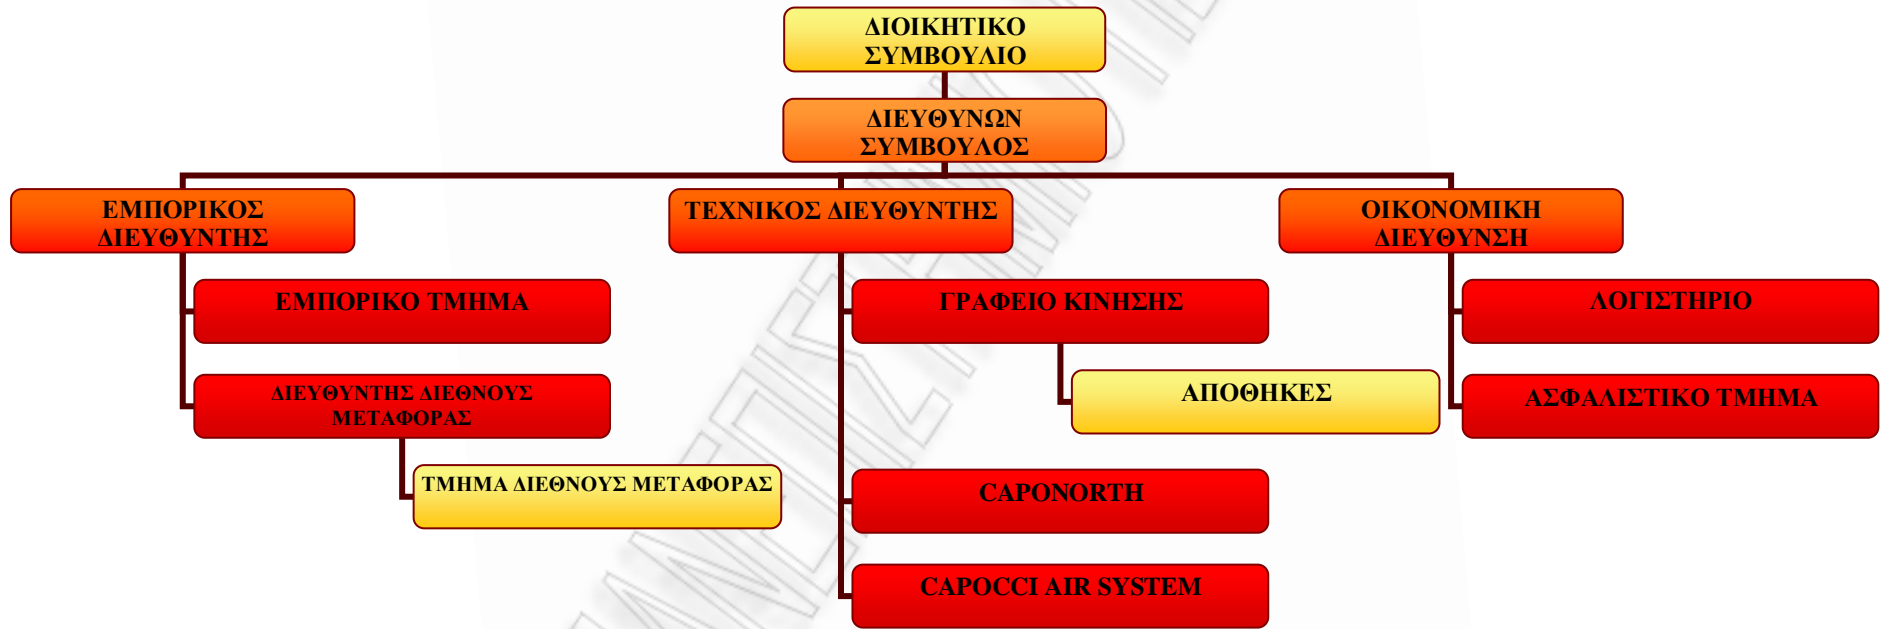 ΔΙΟΙΚΗΤΙΚΟ
ΣΥΜΒΟΥΛΙΟ
ΔΙΕΥΘΥΝΩΝ
ΣΥΜΒΟΥΛΟΣ
ΕΜΠΟΡΙΚΟΣ
ΔΙΕΥΘΥΝΤΗΣ
ΕΜΠΟΡΙΚΟ ΤΜΗΜΑ
ΔΙΕΥΘΥΝΤΗΣ ΔΙΕΘΝΟΥΣ
ΜΕΤΑΦΟΡΑΣ
ΤΜΗΜΑ ΔΙΕΘΝΟΥΣ ΜΕΤΑΦΟΡΑΣ
ΤΕΧΝΙΚΟΣ ΔΙΕΥΘΥΝΤΗΣ
ΓΡΑΦΕΙΟ ΚΙΝΗΣΗΣ
ΑΠΟΘΗΚΕΣ
CAPONORTH
CAPOCCI AIR SYSTEM
ΟΙΚΟΝΟΜΙΚΗ
ΔΙΕΥΘΥΝΣΗ
ΛΟΓΙΣΤΗΡΙΟ
ΑΣΦΑΛΙΣΤΙΚΟ ΤΜΗΜΑ